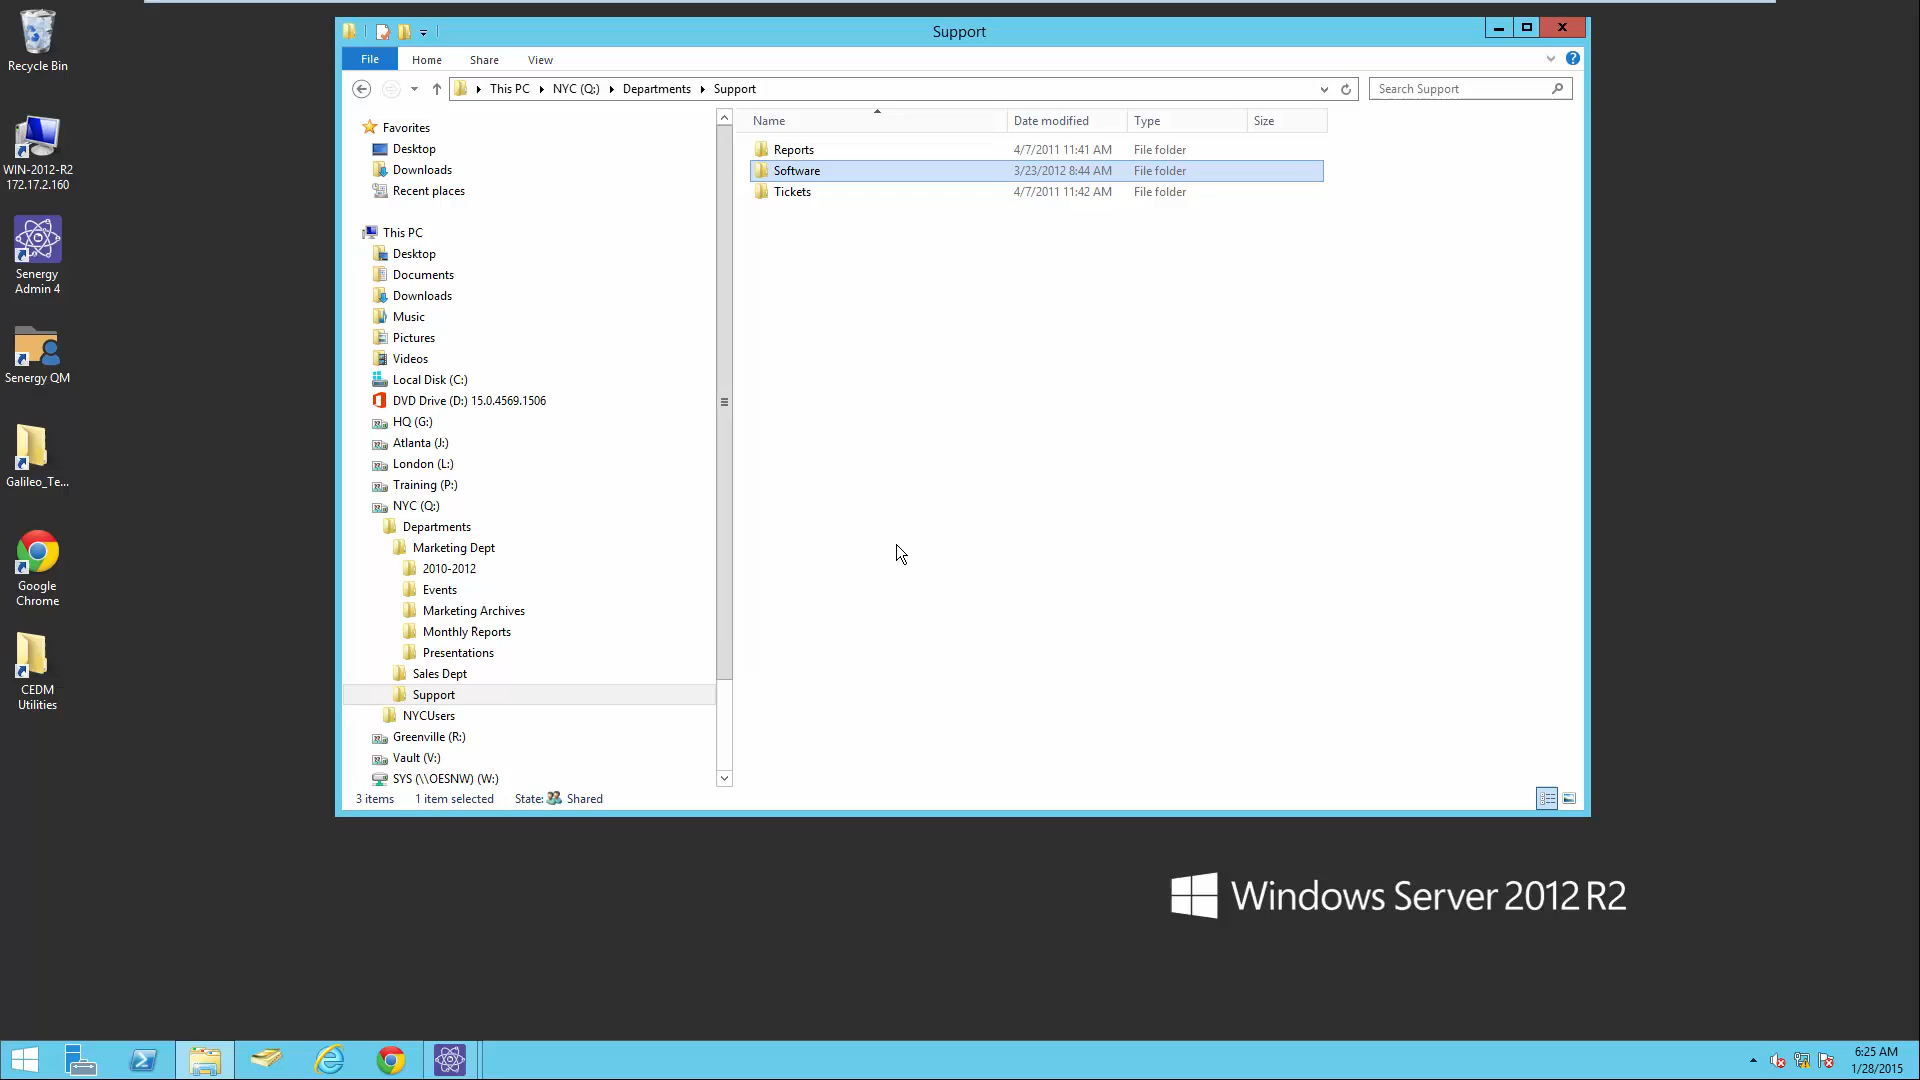 Recycle Bin
WIN-2012-R2
172.17.2.160
Senergy
Admin 4
Senergy QM
Galileo_Te...
Google
Chrome
CEDM
Utilities
Support
File Home Share View
This PC NYC (Q:) Departments Support
Search Support
Favorites
Desktop
Downloads
Recent places
This PC
Desktop
Documents
Downloads
Music
Pictures
Videos
Local Disk (C:)
DVD Drive (D:) 15.0.4569.1506
HQ (G:)
Atlanta (J:)
London (L:)
Training (P:)
NYC (Q:)
Departments
Marketing Dept
2010-2012
Events
Marketing Archives
Monthly Reports
Presentations
Sales Dept
Support
NYCUsers
Greenville (R:)
Vault (V:)
SYS (\\OESNW) (W:)
Name Date modified Type Size
Reports 4/7/2011 11:41 AM File folder
Software 3/23/2012 8:44 AM File folder
Tickets 4/7/2011 11:42 AM File folder
3 items 1 item selected State: Shared
Windows Server 2012 R2
6:25 AM
1/28/2015